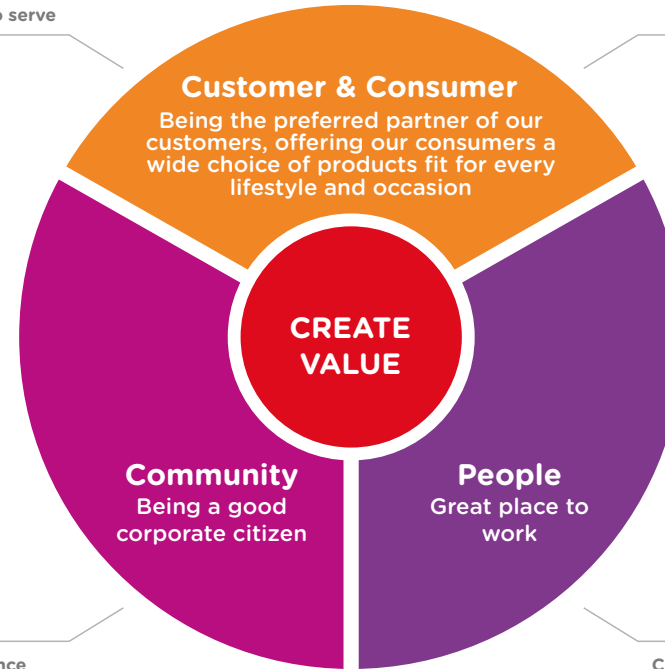 o serve
Customer & Consumer
Being the preferred partner of our
customers, offering our consumers a
wide choice of products fit for every
lifestyle and occasion
CREATE
VALUE
Community
Being a good
corporate citizen
People
Great place to
work
nce
C